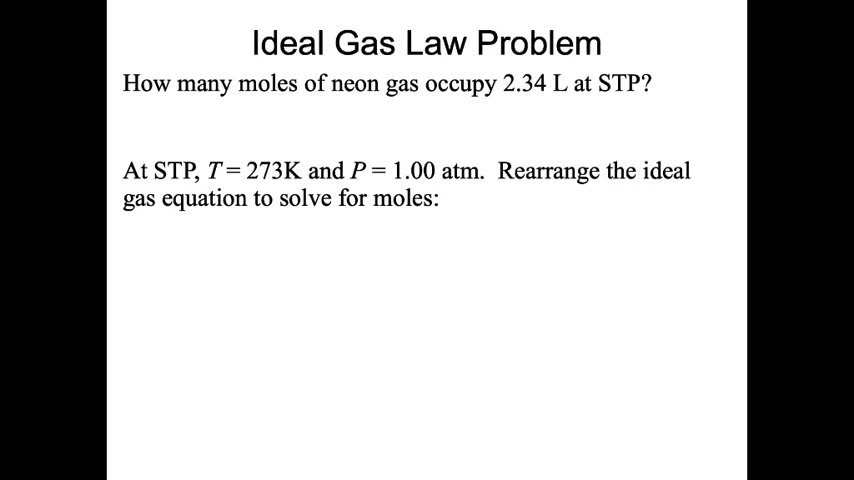 Ideal Gas Law Problem
How many moles of neon gas occupy 2.34 L at STP?
At STP, T = 273K and P = 1.00 atm. Rearrange the ideal
gas equation to solve for moles: